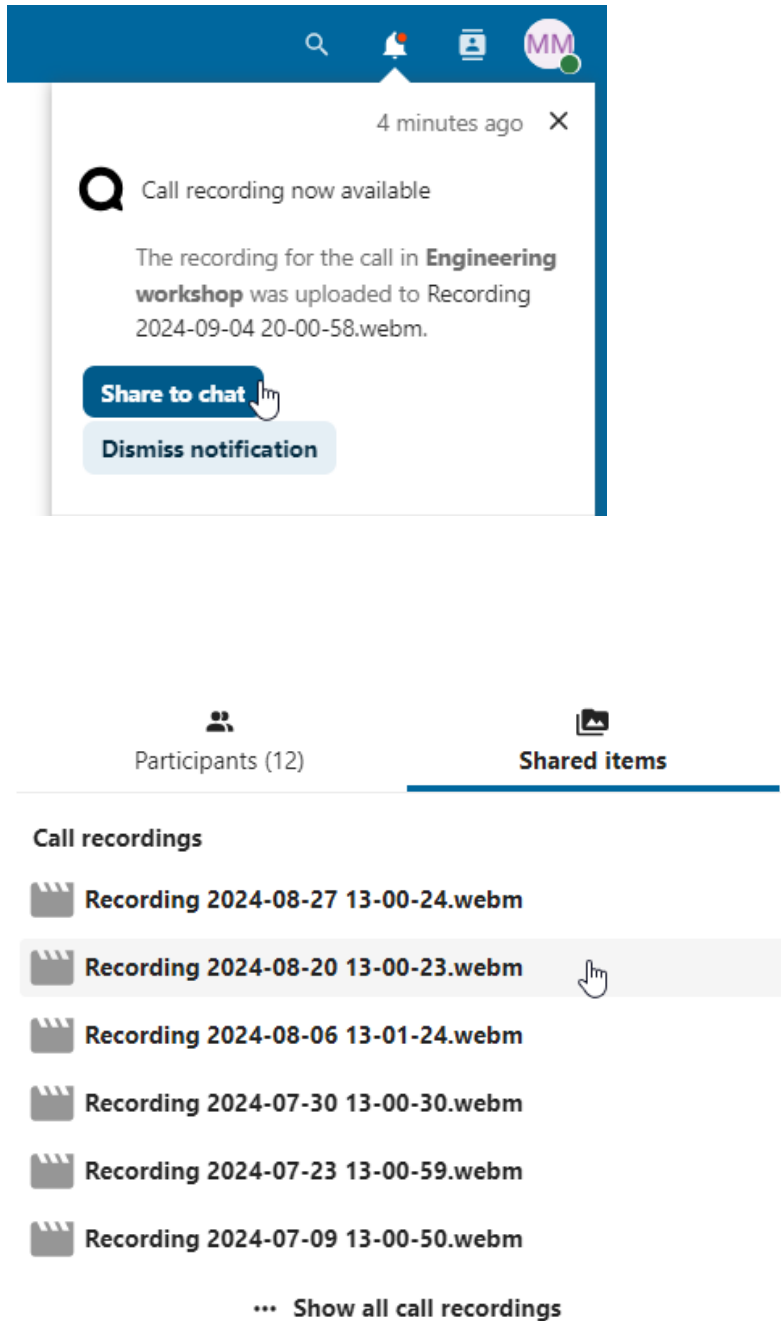 MM
4 minutes ago
Call recording now available
The recording for the call in Engineering
workshop was uploaded to Recording
2024-09-04 20-00-58.webm.
Share to chat
Dismiss notification
Participants (12)
Shared items
Call recordings
Recording 2024-08-27 13-00-24.webm
Recording 2024-08-20 13-00-23.webm
Recording 2024-08-06 13-01-24.webm
Recording 2024-07-30 13-00-30.webm
Recording 2024-07-23 13-00-59.webm
Recording 2024-07-09 13-00-50.webm
··· Show all call recordings